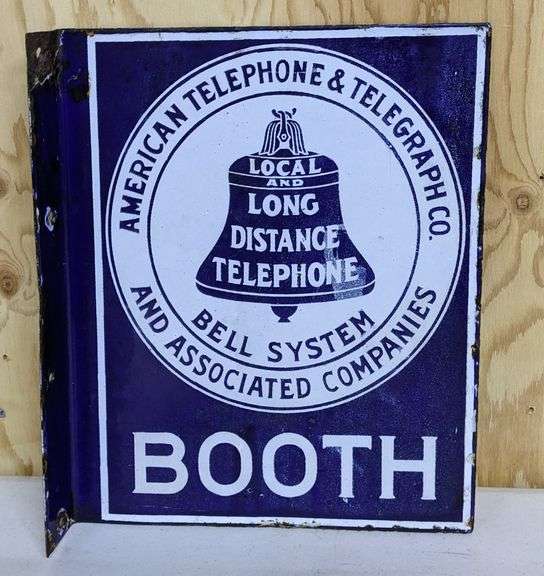 AMERICAN TELEPHONE & TELEGRAPH CO.
LOCAL
AND
LONG
DISTANCE
TELEPHONE
BELL SYSTEM
AND ASSOCIATED COMPANIES
BOOTH